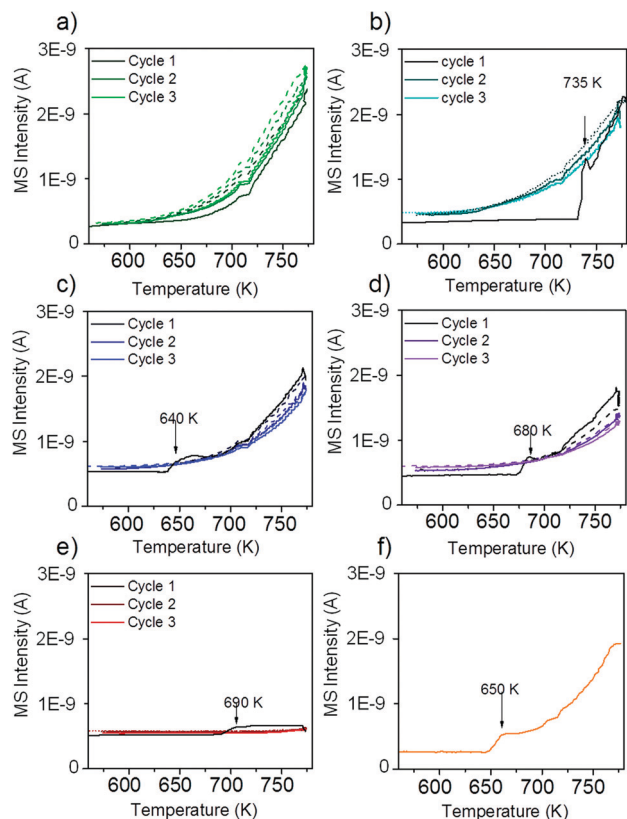 a)
3E-9
2E-9
1E-9
0
MS Intensity (A)
Cycle 1
Cycle 2
Cycle 3
600 650 700 750
Temperature (K)
b)
3E-9
2E-9
1E-9
0
MS Intensity (A)
cycle 1
cycle 2
cycle 3
735 K
600 650 700 750
Temperature (K)
c)
3E-9
2E-9
1E-9
0
MS Intensity (A)
Cycle 1
Cycle 2
Cycle 3
640 K
600 650 700 750
Temperature (K)
d)
3E-9
2E-9
1E-9
0
MS Intensity (A)
Cycle 1
Cycle 2
Cycle 3
680 K
600 650 700 750
Temperature (K)
e)
3E-9
2E-9
1E-9
0
MS Intensity (A)
Cycle 1
Cycle 2
Cycle 3
690 K
600 650 700 750
Temperature (K)
f)
3E-9
2E-9
1E-9
0
MS Intensity (A)
650 K
600 650 700 750
Temperature (K)